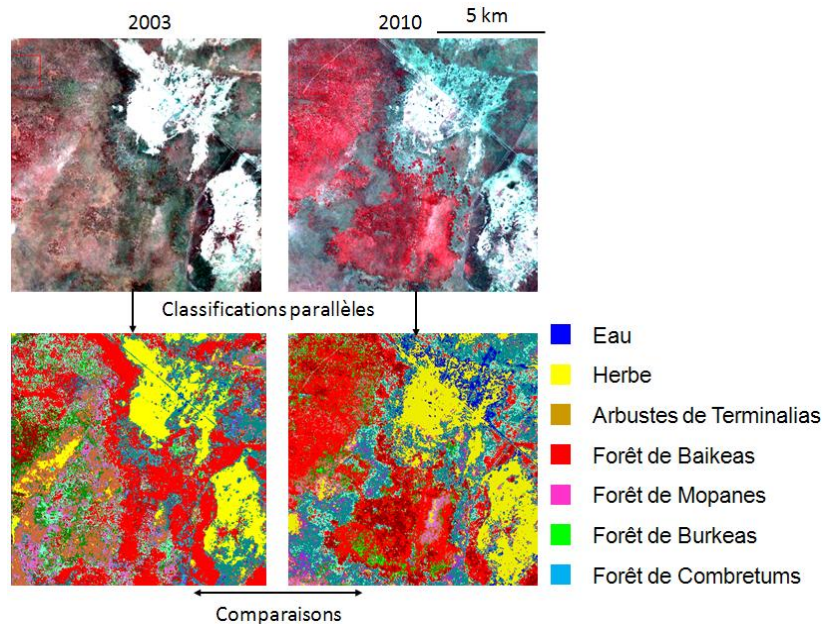 2003
2010
5 km
Classifications parallèles
Eau
Herbe
Arbustes de Terminalias
Forêt de Baikeas
Forêt de Mopanes
Forêt de Burkeas
Forêt de Combretums
Comparaisons